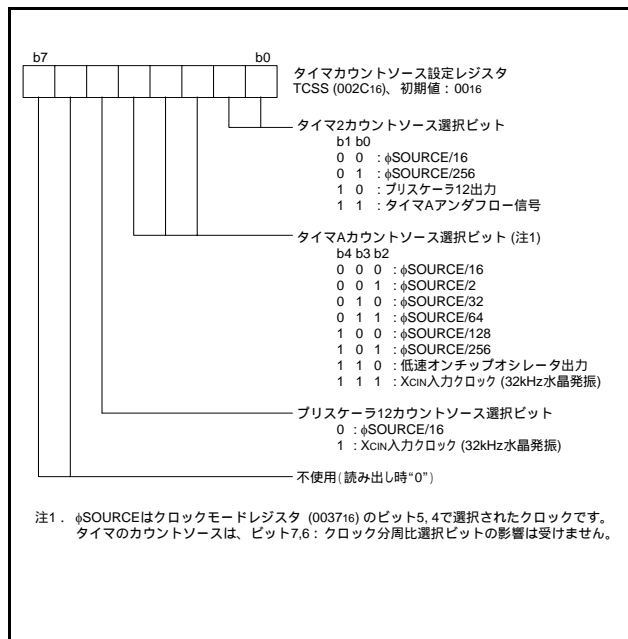 b7 b0
タイマカウントソース設定レジスタ
TCSS (002C16)、初期値：0016
タイマ2カウントソース選択ビット
b1 b0
0 0 : φSOURCE/16
0 1 : φSOURCE/256
1 0 : プリスケーラ12出力
1 1 : タイマAアンダフロー信号
タイマAカウントソース選択ビット (注1)
b4 b3 b2
0 0 0 : φSOURCE/16
0 0 1 : φSOURCE/2
0 1 0 : φSOURCE/32
0 1 1 : φSOURCE/64
1 0 0 : φSOURCE/128
1 0 1 : φSOURCE/256
1 1 0 : 低速オンチップオシレータ出力
1 1 1 : XCIN入力クロック (32kHz水晶発振)
プリスケーラ12カウントソース選択ビット
0 : φSOURCE/16
1 : XCIN入力クロック (32kHz水晶発振)
不使用(読み出し時“0”)
注1． φSOURCEはクロックモードレジスタ (003716) のビット5, 4で選択されたクロックです。
タイマのカウントソースは、ビット7,6：クロック分周比選択ビットの影響は受けません。